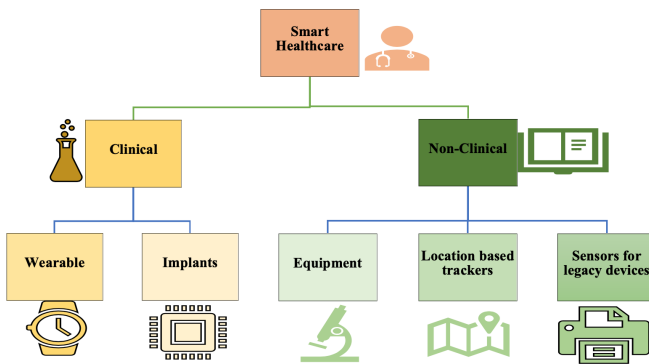 Smart
Healthcare
Clinical
Non-Clinical
Wearable
Implants
Equipment
Location based
trackers
Sensors for
legacy devices